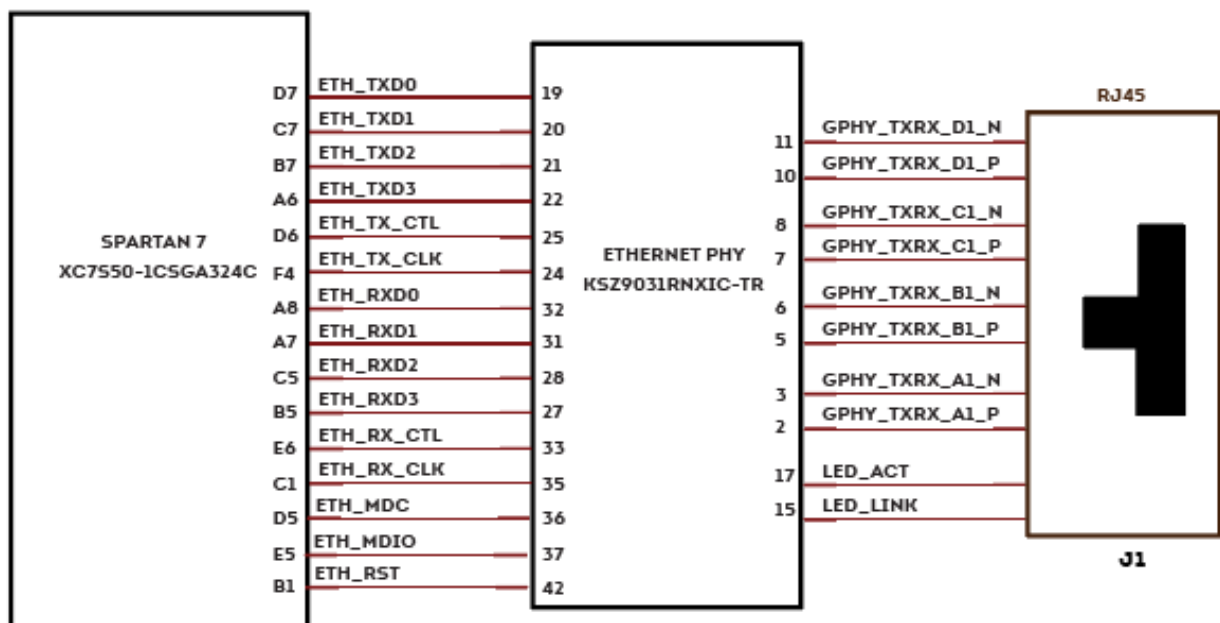 SPARTAN 7
XC7S50-1CSGA324C
D7 ETH_TXD0 19
C7 ETH_TXD1 20
B7 ETH_TXD2 21
A6 ETH_TXD3 22
D6 ETH_TX_CTL 25
F4 ETH_TX_CLK 24
A8 ETH_RXD0 32
A7 ETH_RXD1 31
C5 ETH_RXD2 28
B5 ETH_RXD3 27
E6 ETH_RX_CTL 33
C1 ETH_RX_CLK 35
D5 ETH_MDC 36
E5 ETH_MDIO 37
B1 ETH_RST 42
ETHERNET PHY
KSZ9031RNXIC-TR
11 GPHY_TXRX_D1_N
10 GPHY_TXRX_D1_P
8 GPHY_TXRX_C1_N
7 GPHY_TXRX_C1_P
6 GPHY_TXRX_B1_N
5 GPHY_TXRX_B1_P
3 GPHY_TXRX_A1_N
2 GPHY_TXRX_A1_P
17 LED_ACT
15 LED_LINK
RJ45
J1